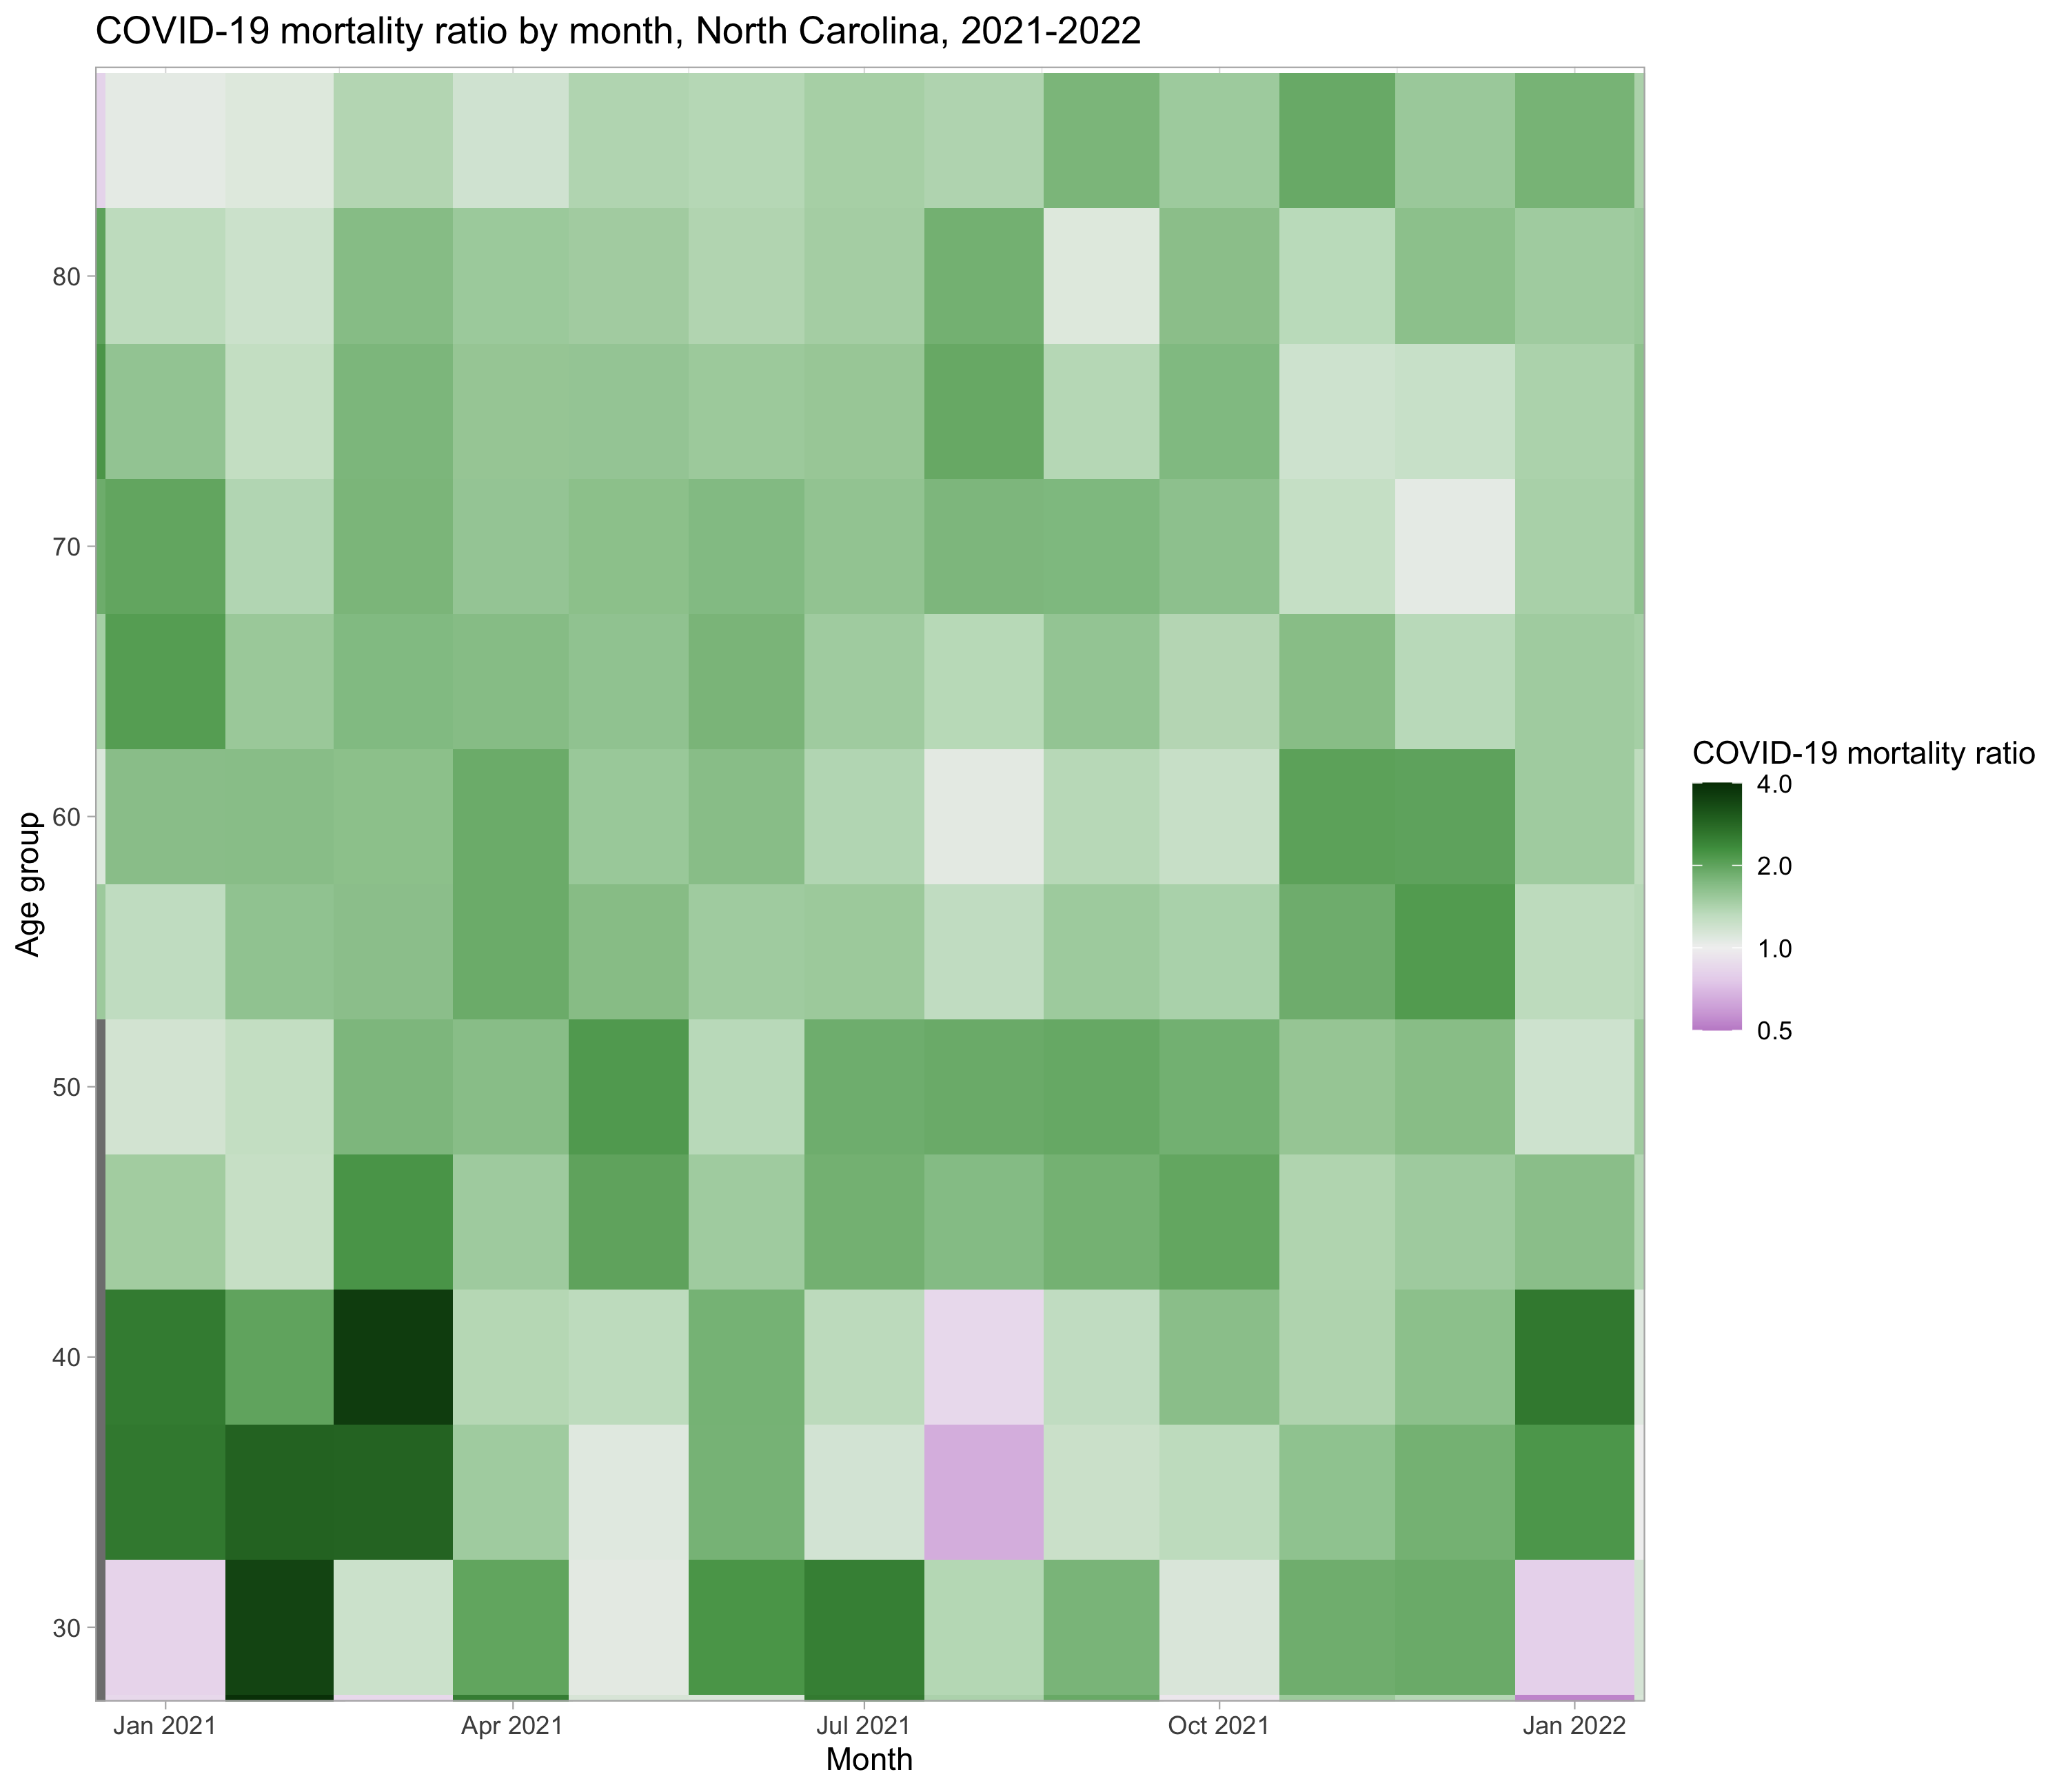 COVID-19 mortality ratio by month, North Carolina, 2021-2022
80
70
60
50
40
30
Age group
Jan 2021
Apr 2021
Jul 2021
Oct 2021
Jan 2022
Month
COVID-19 mortality ratio
4.0
2.0
1.0
0.5